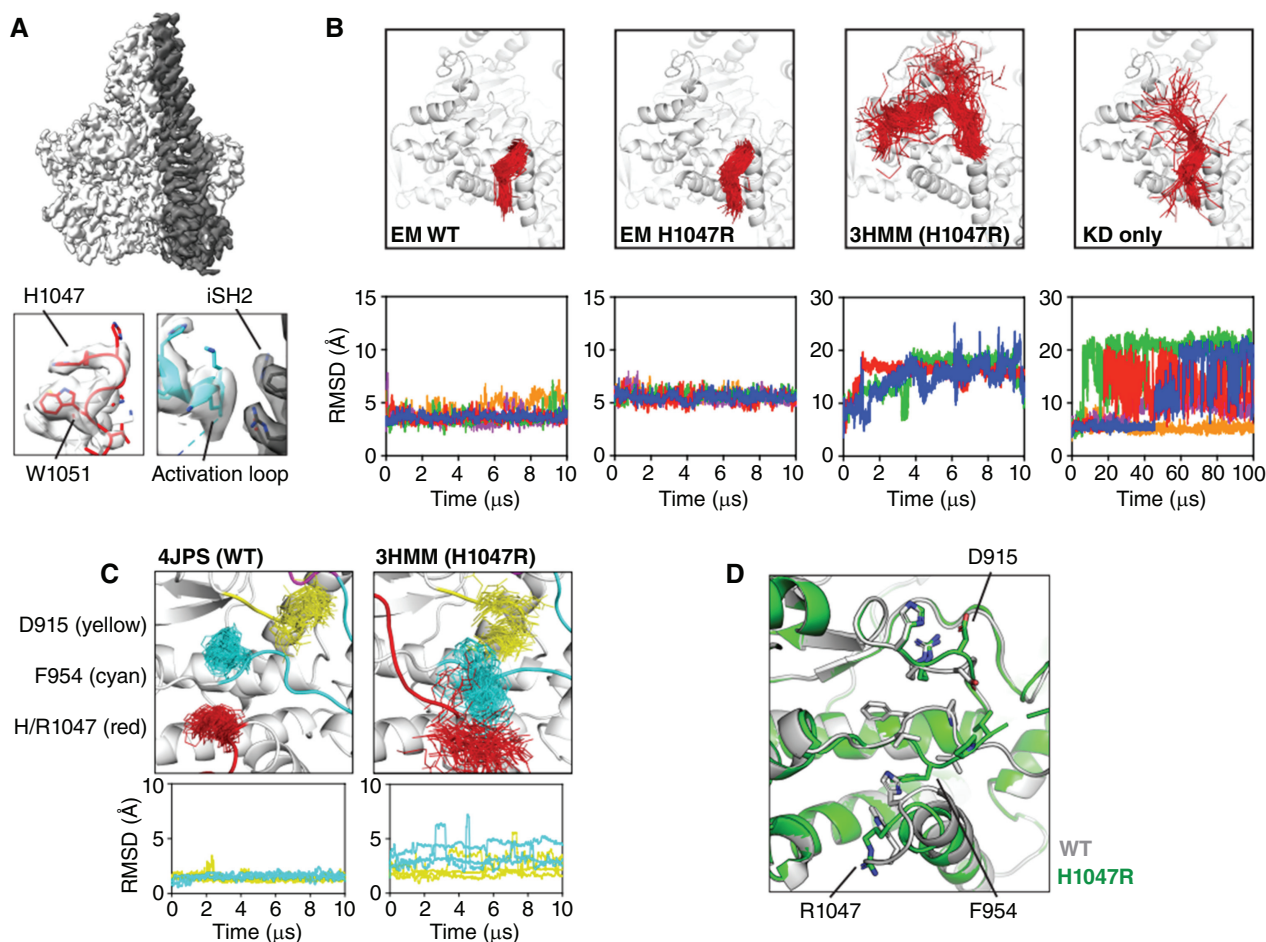 A
B
H1047
iSH2
W1051
Activation loop
EM WT
EM H1047R
3HMM (H1047R)
KD only
RMSD (Å)
15
10
5
0
0 2 4 6 8 10
Time (μs)
15
10
5
0
0 2 4 6 8 10
Time (μs)
30
20
10
0
0 2 4 6 8 10
Time (μs)
30
20
10
0
0 20 40 60 80 100
Time (μs)
C
4JPS (WT)
3HMM (H1047R)
D915 (yellow)
F954 (cyan)
H/R1047 (red)
RMSD (Å)
10
5
0
0 2 4 6 8 10
Time (μs)
10
5
0
0 2 4 6 8 10
Time (μs)
D
D915
WT
H1047R
R1047
F954